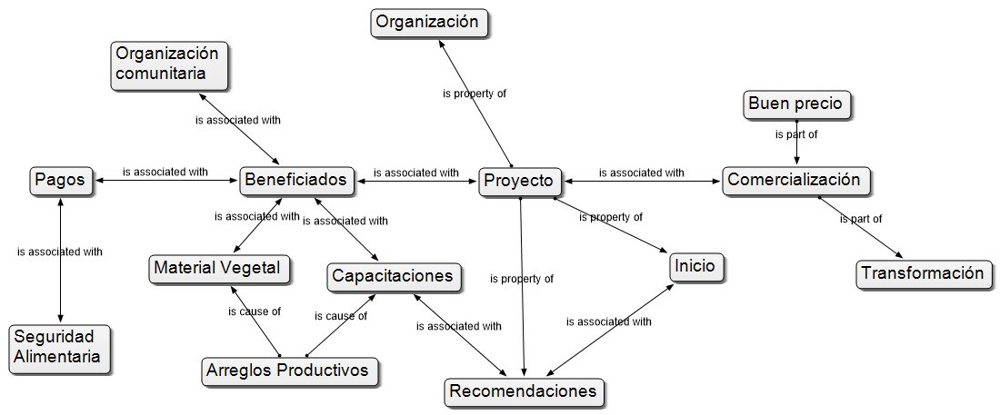 Organización
Organización
comunitaria
is property of
Buen precio
is associated with
is part of
Pagos
is associated with
Beneficiados
is associated with
Proyecto
is associated with
Comercialización
is associated with
is associated with
is property of
is part of
is associated with
Material Vegetal
Capacitaciones
is property of
Inicio
Transformación
is cause of
is cause of
is associated with
is associated with
Seguridad
Alimentaria
Arreglos Productivos
Recomendaciones